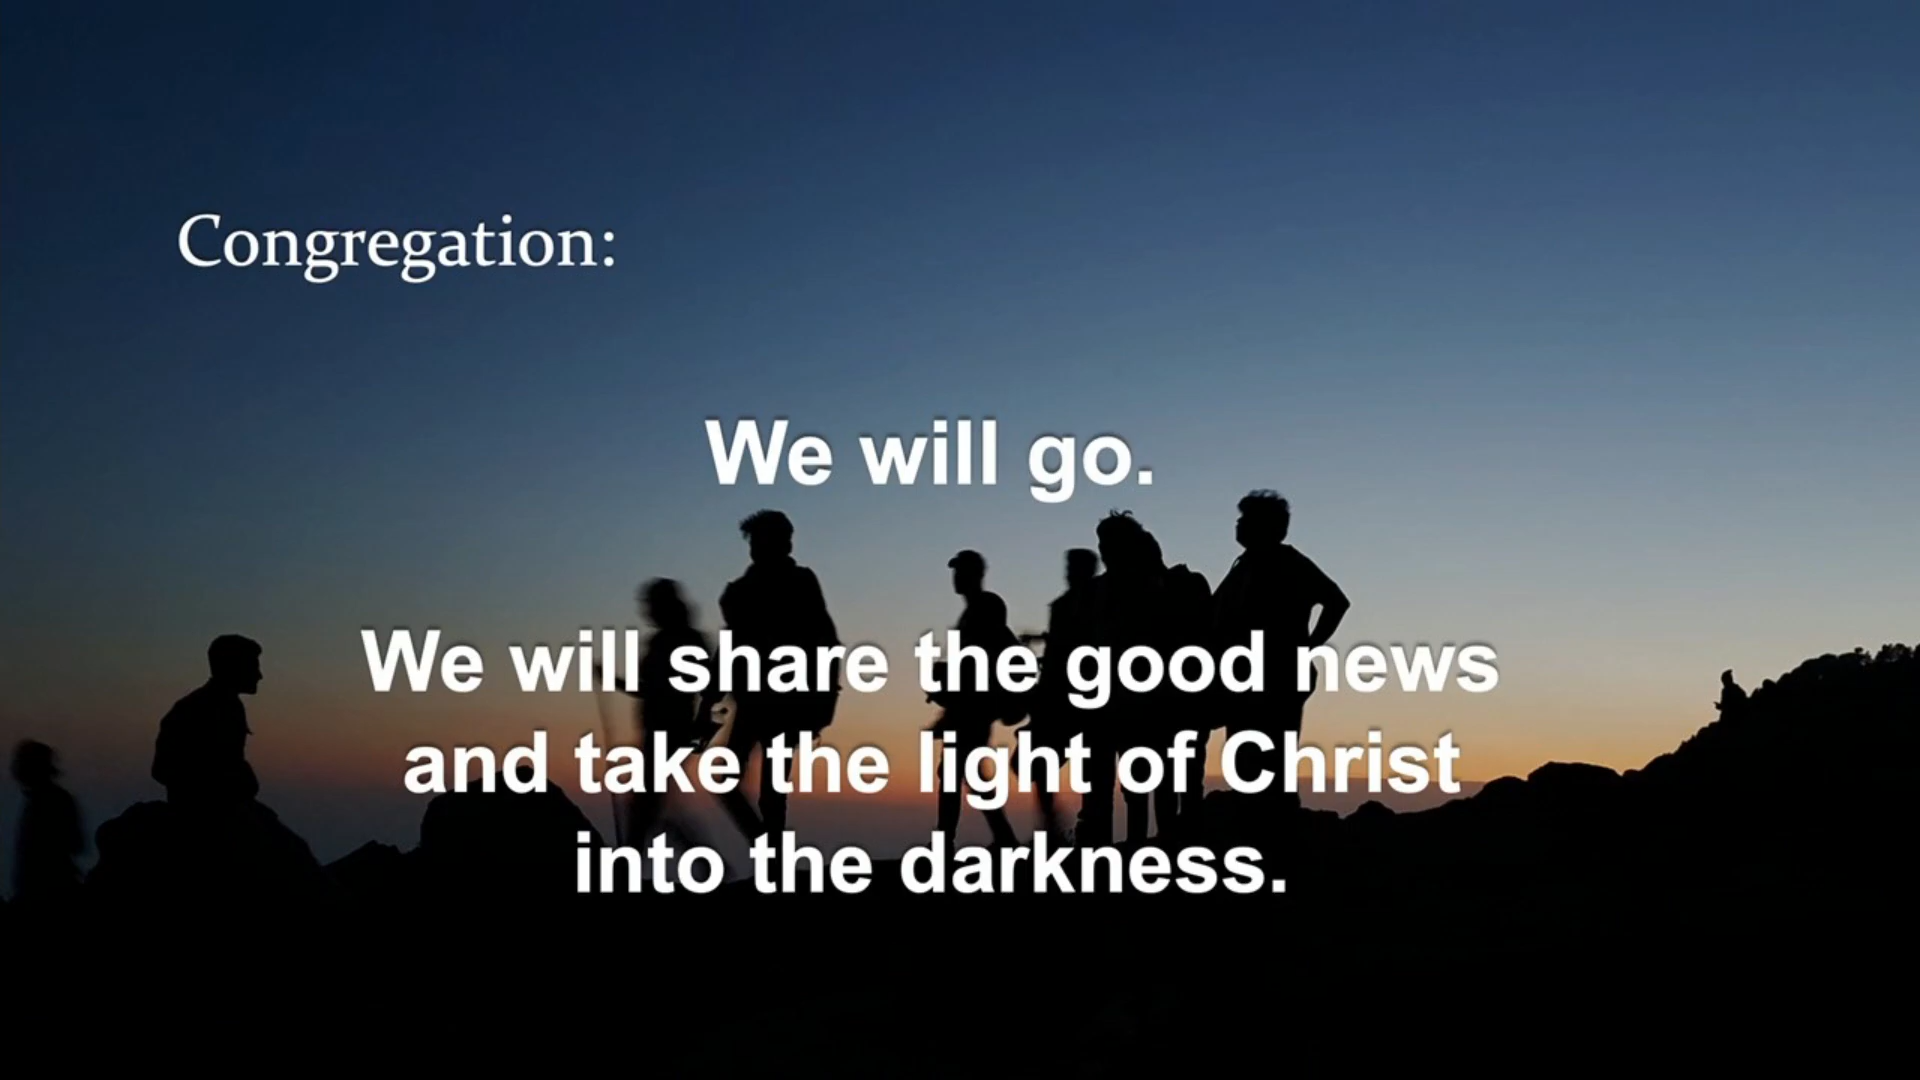 Congregation:
We will go.
We will share the good news
and take the light of Christ
into the darkness.